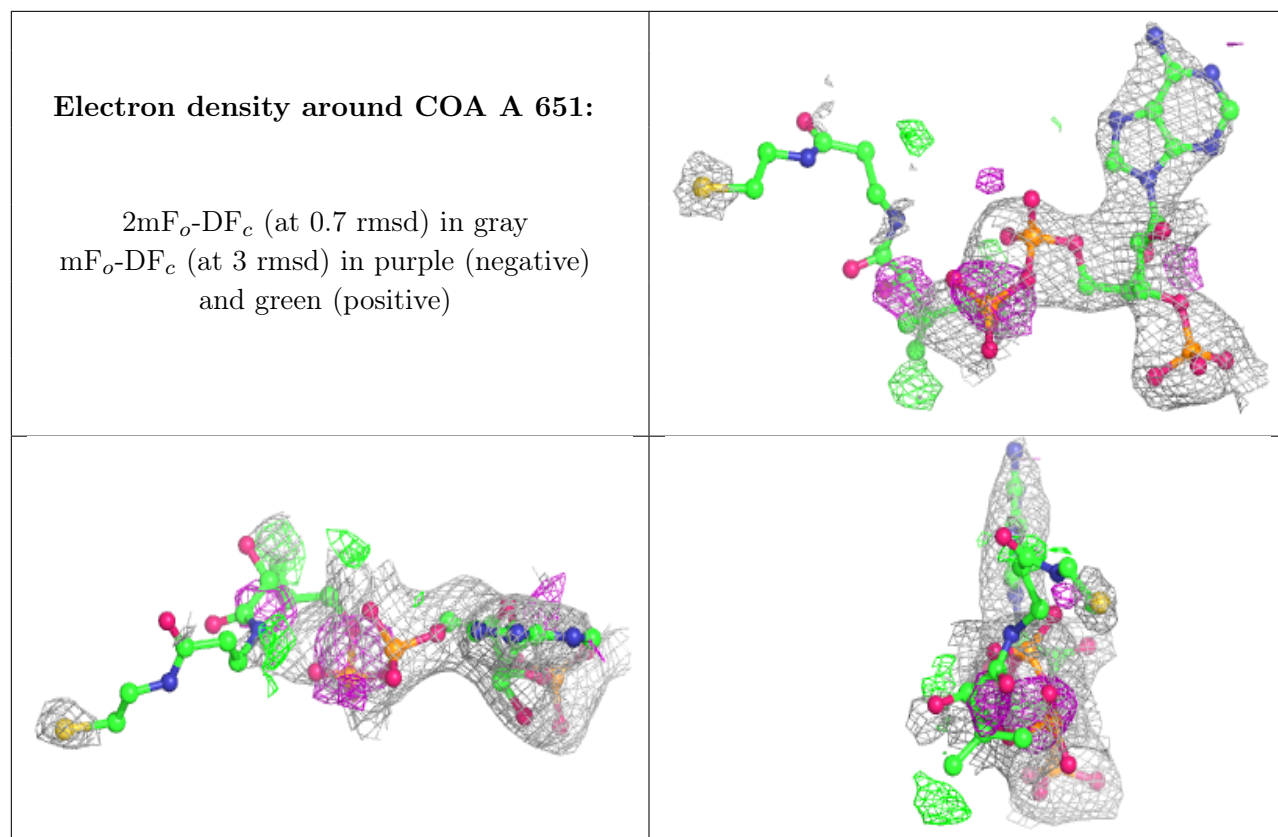 Electron density around COA A 651:
2mFo-DFc (at 0.7 rmsd) in gray
mFo-DFc (at 3 rmsd) in purple (negative)
and green (positive)